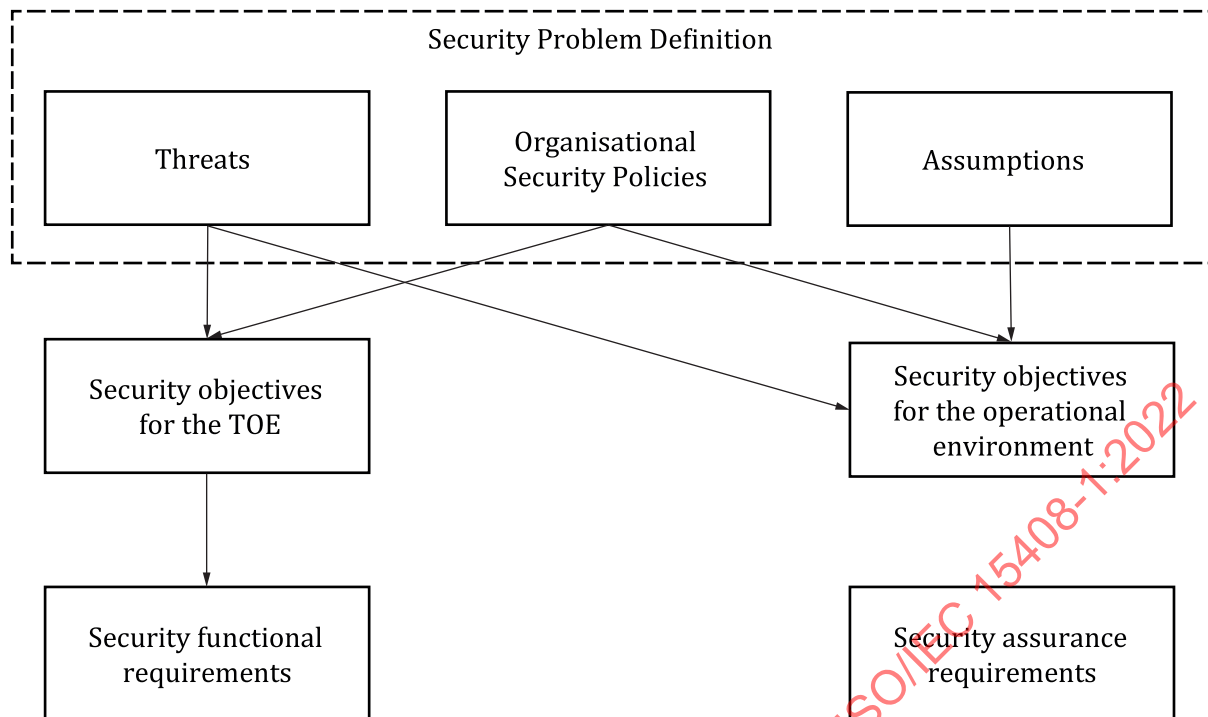 Security Problem Definition
Threats
Organisational
Security Policies
Assumptions
Security objectives
for the TOE
Security objectives
for the operational
environment
Security functional
requirements
Security assurance
requirements
ISO/IEC 15408-1:2022